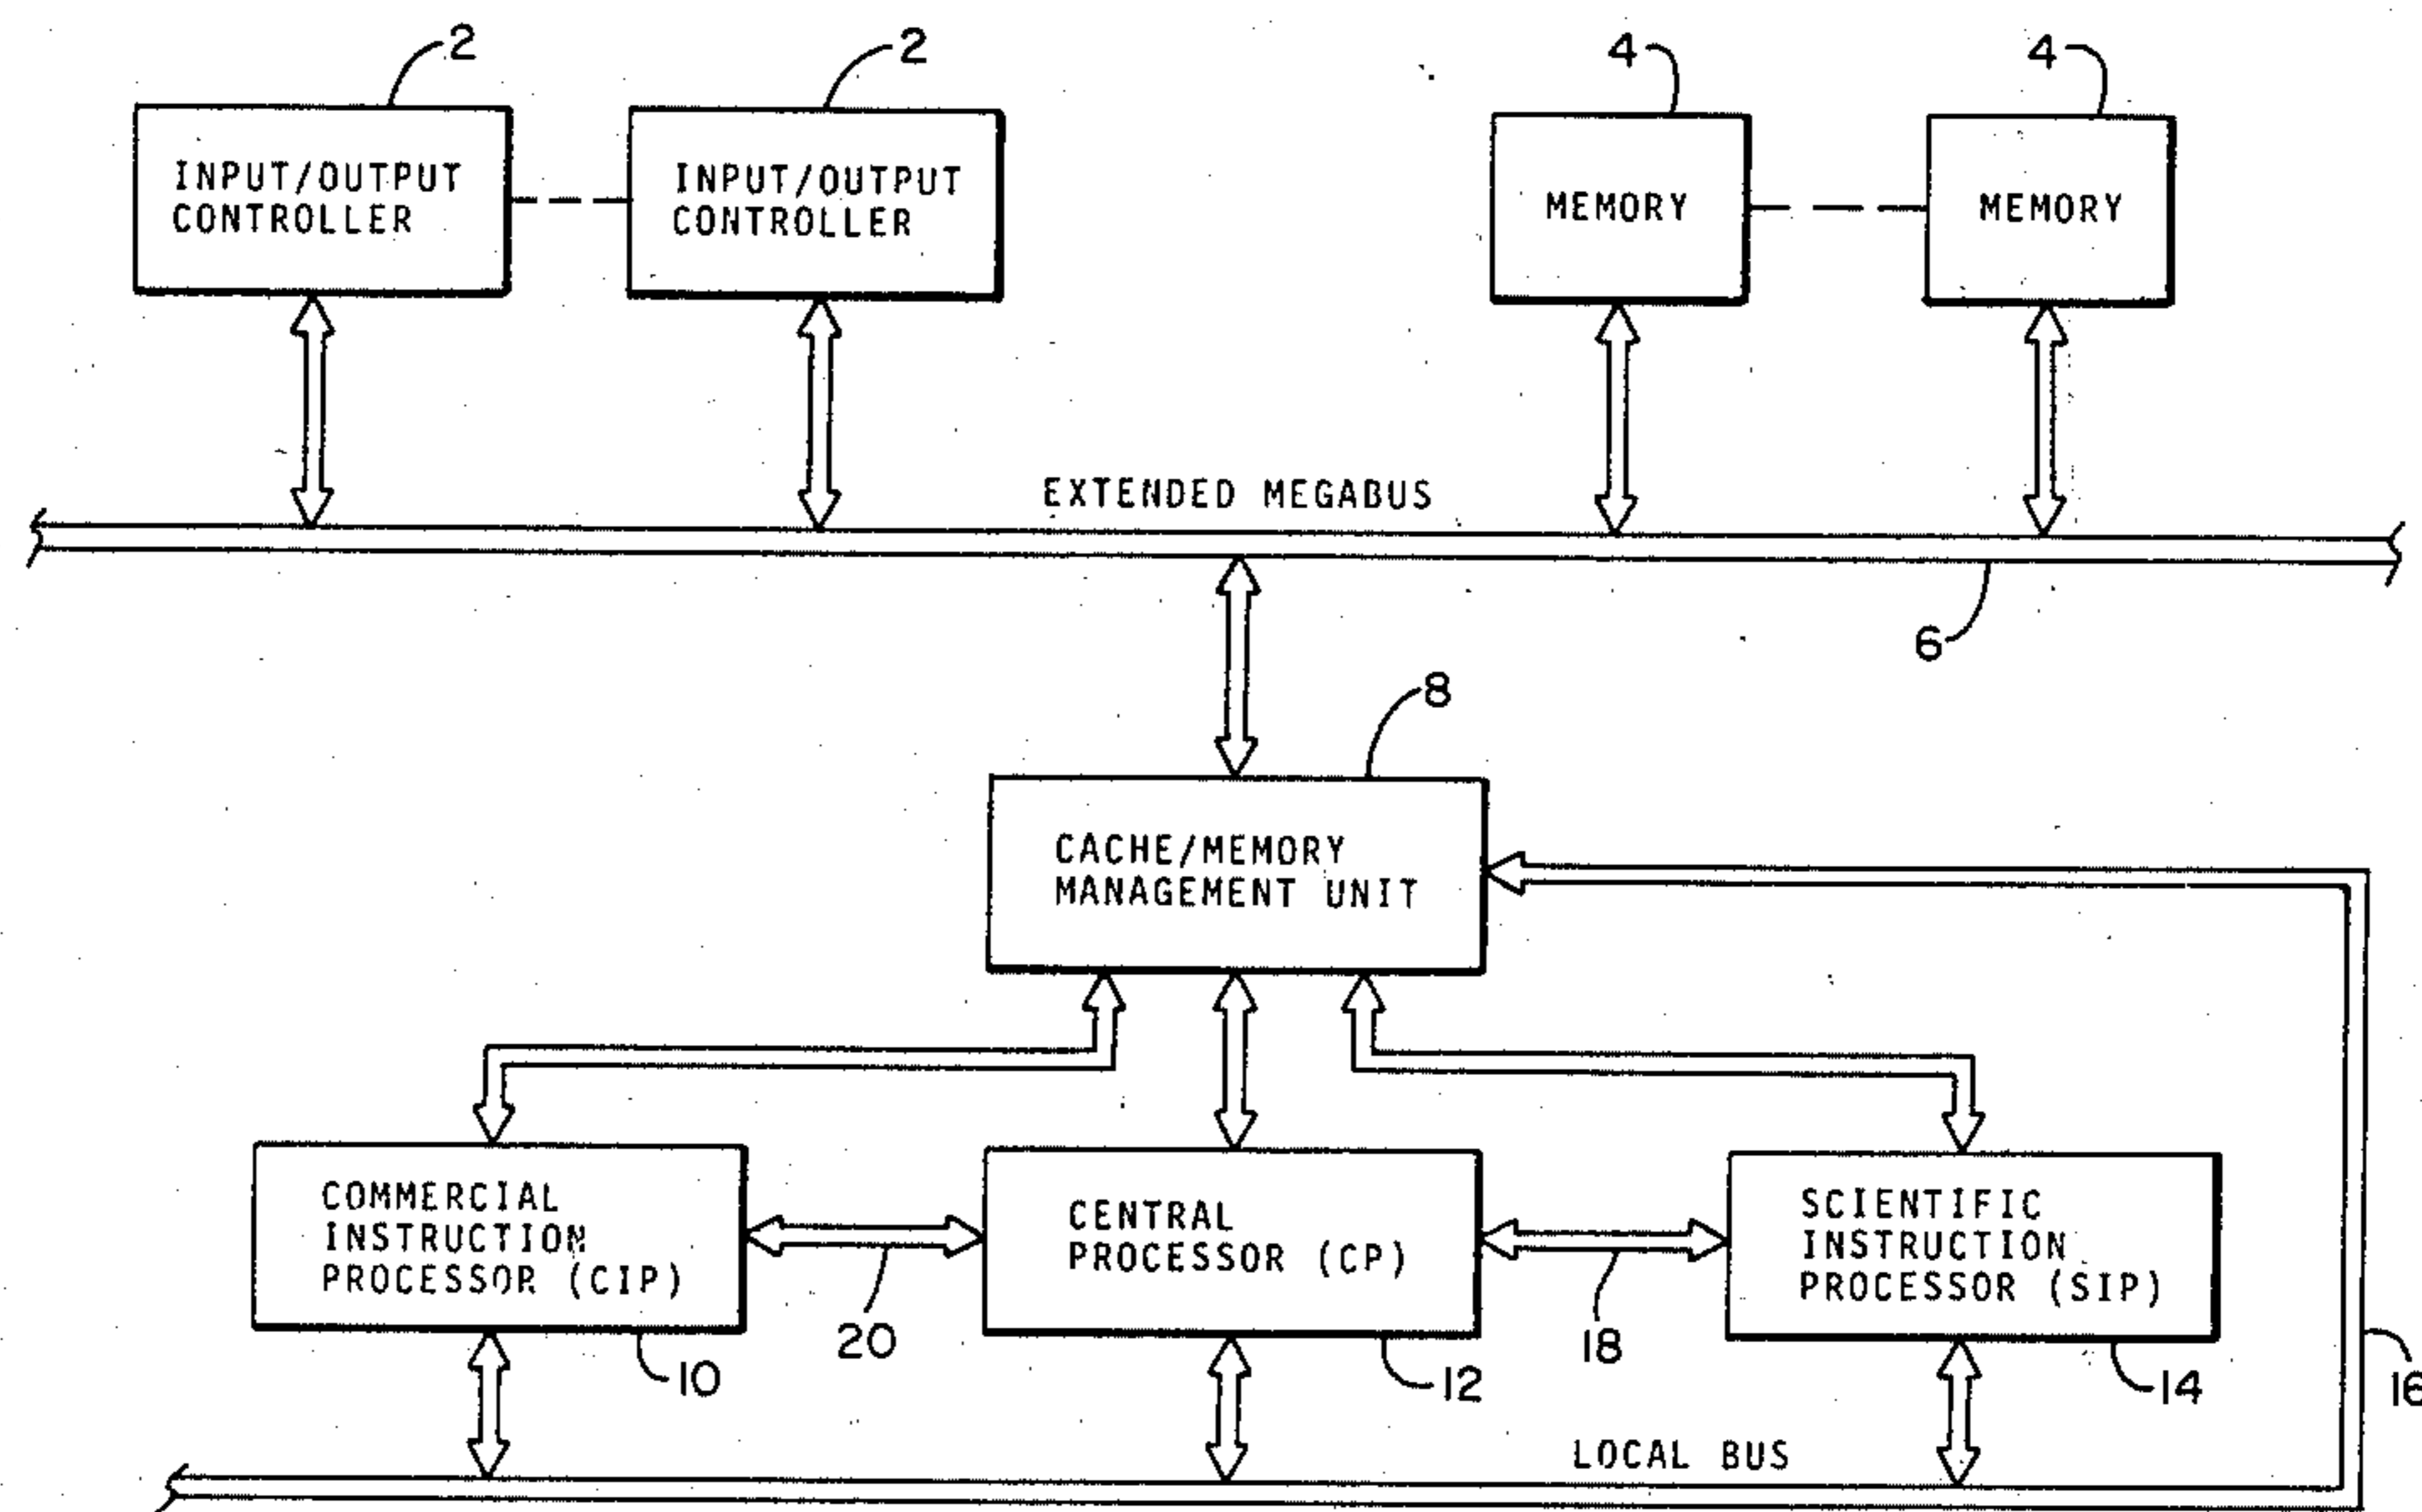 2
2
4
4
INPUT/OUTPUT
CONTROLLER
INPUT/OUTPUT
CONTROLLER
MEMORY
MEMORY
EXTENDED MEGABUS
6
8
CACHE/MEMORY
MANAGEMENT UNIT
COMMERCIAL
INSTRUCTION
PROCESSOR (CIP)
CENTRAL
PROCESSOR (CP)
SCIENTIFIC
INSTRUCTION
PROCESSOR (SIP)
20
18
10
12
14
16
LOCAL BUS